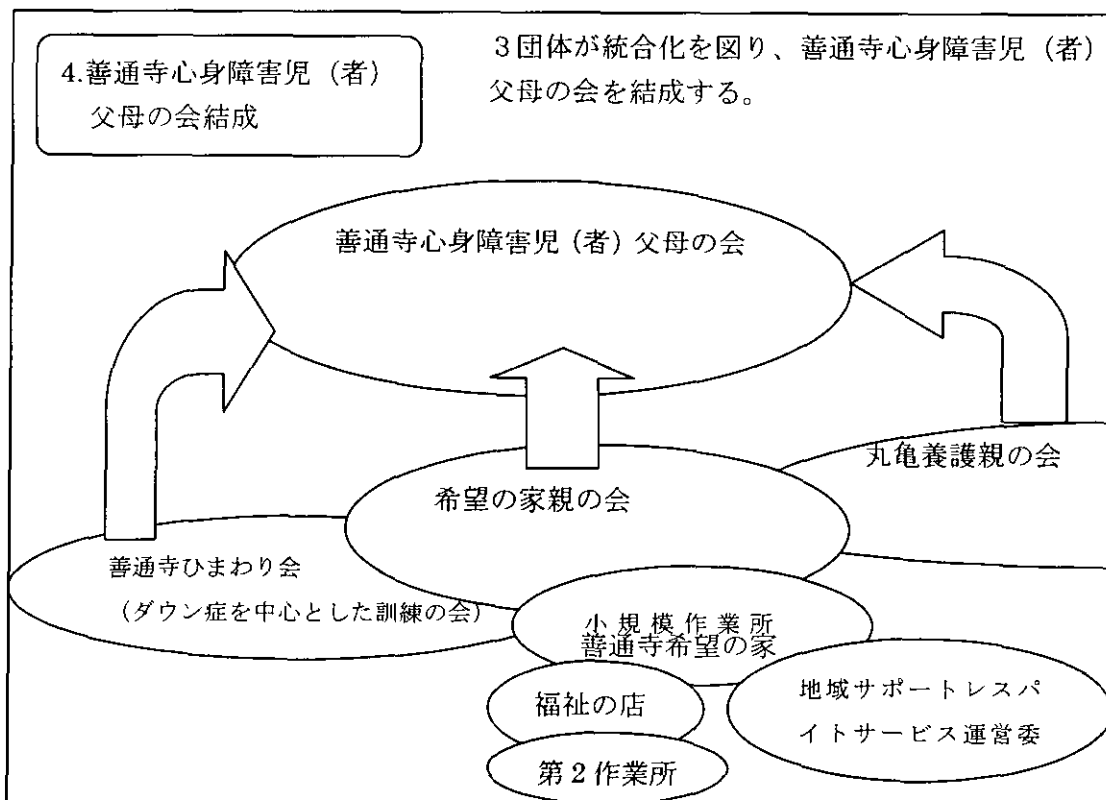 4.善通寺心身障害児（者）
父母の会結成
3団体が統合化を図り、善通寺心身障害児（者）
父母の会を結成する。
善通寺心身障害児（者）父母の会
丸亀養護親の会
希望の家親の会
善通寺ひまわり会
（ダウン症を中心とした訓練の会）
小規模作業所
善通寺希望の家
福祉の店
第2作業所
地域サポートレスパ
イトサービス運営委